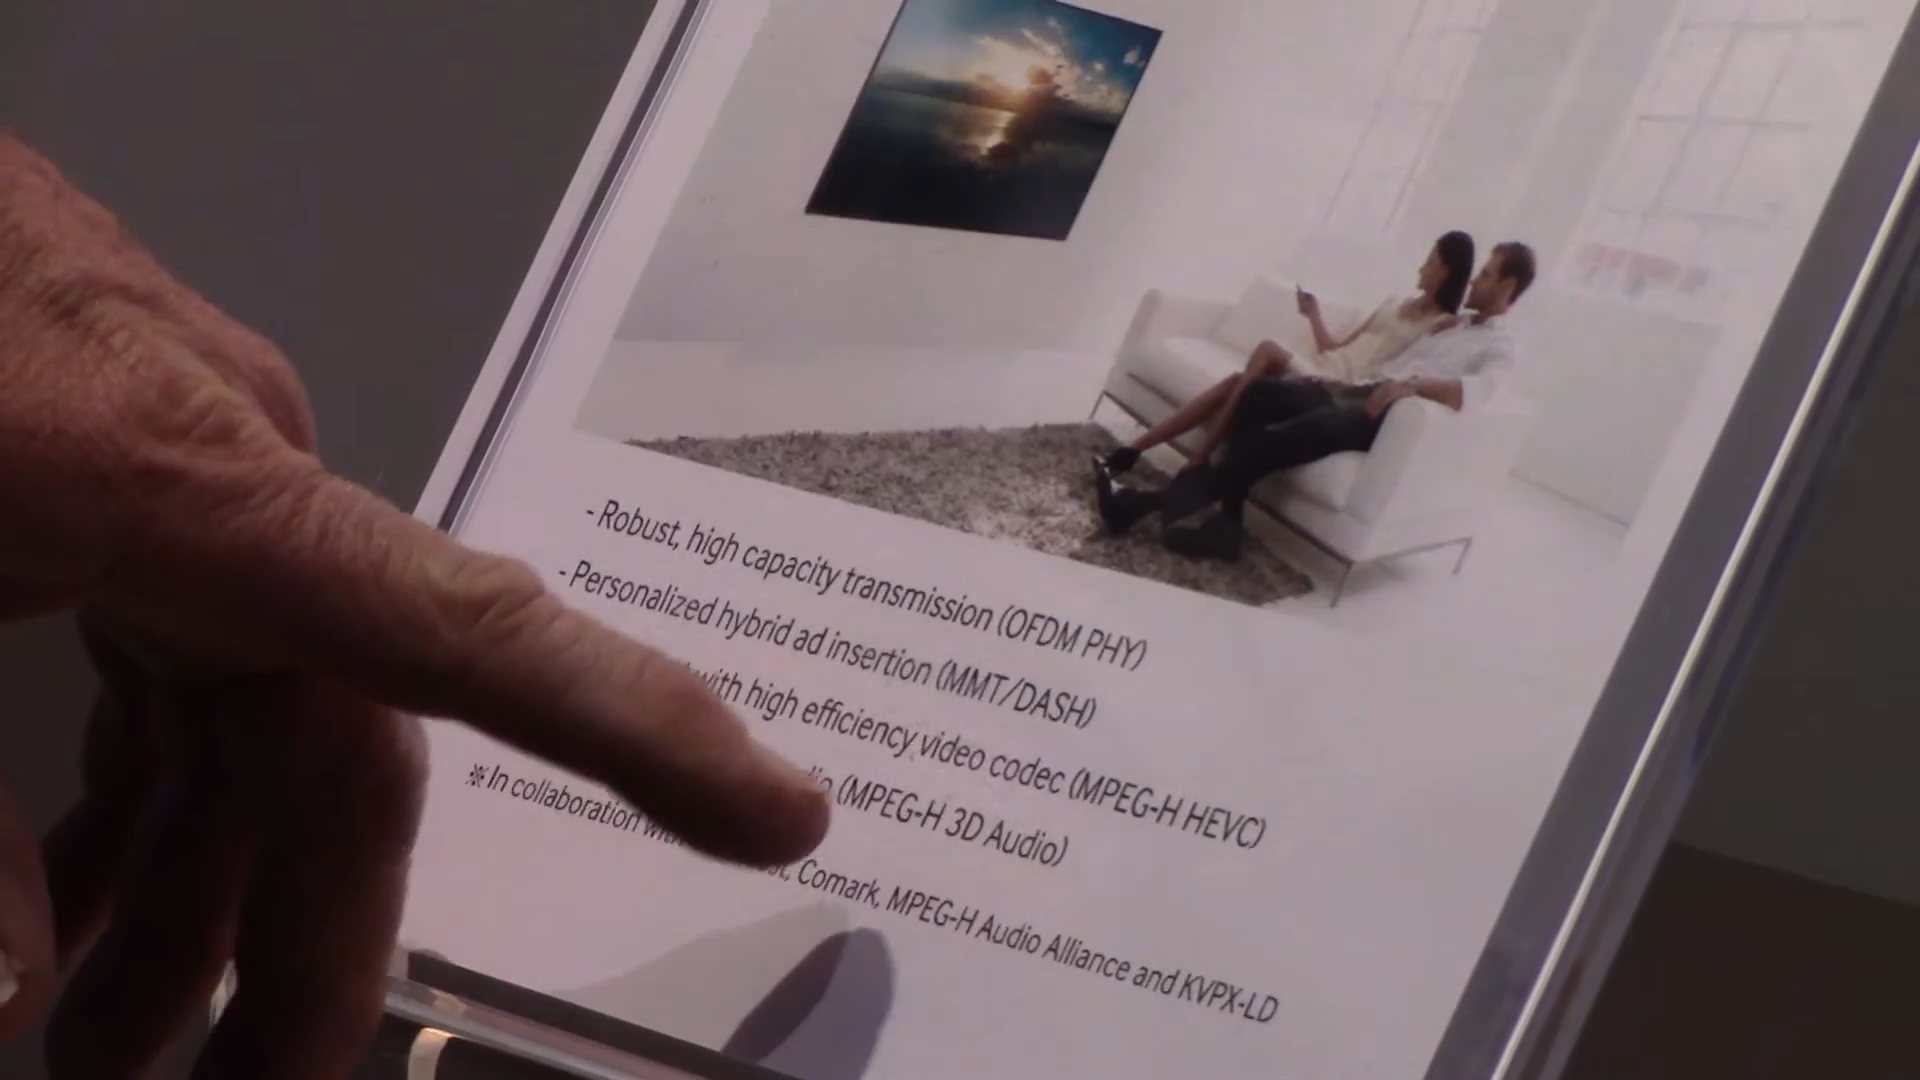 - Robust, high capacity transmission (OFDM PHY)
- Personalized hybrid ad insertion (MMT/DASH)
with high efficiency video codec (MPEG-H HEVC)
(MPEG-H 3D Audio)
※ In collaboration with Comark, MPEG-H Audio Alliance and KVPX-LD